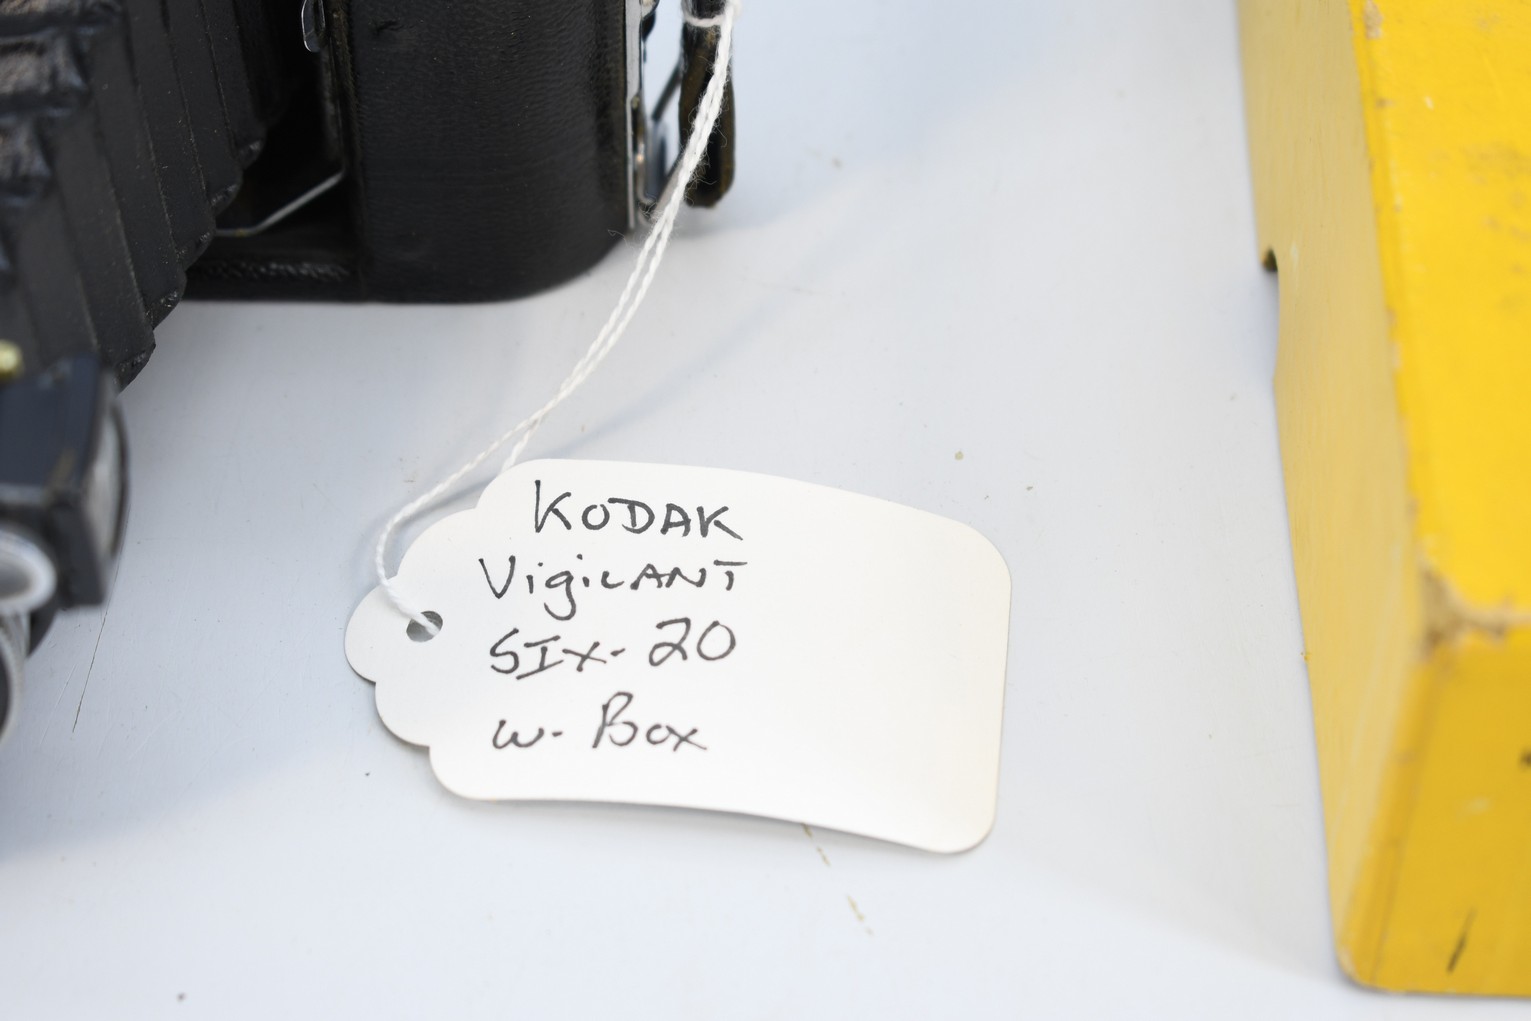 KODAK
VigiLANT
SIX-20
w- Box